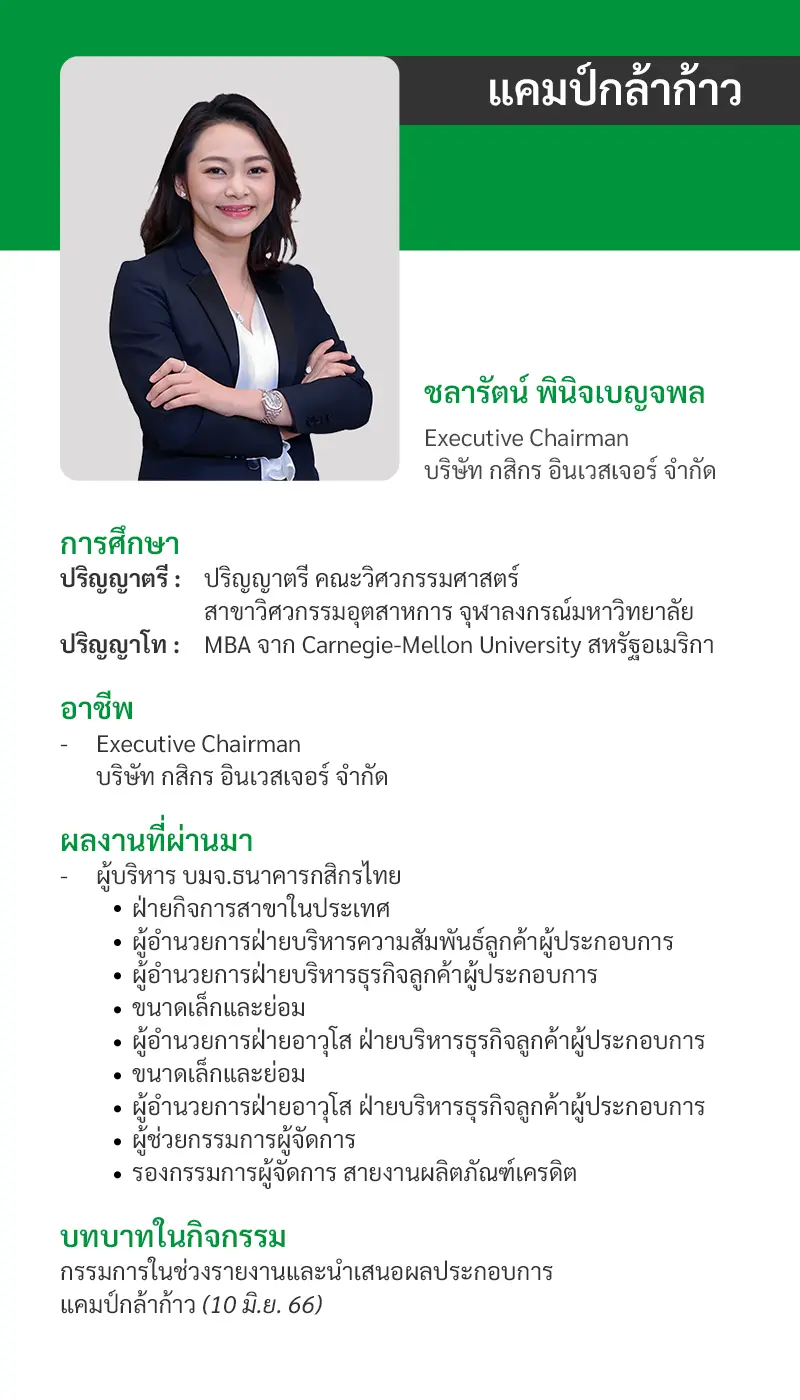 แคมป์กล้าก้าว
ชลารัตน์ พินิจเบญจพล
Executive Chairman
บริษัท กสิกร อินเวสเจอร์ จำกัด
การศึกษา
ปริญญาตรี : ปริญญาตรี คณะวิศวกรรมศาสตร์
สาขาวิศวกรรมอุตสาหการ จุฬาลงกรณ์มหาวิทยาลัย
ปริญญาโท : MBA จาก Carnegie-Mellon University สหรัฐอเมริกา
อาชีพ
- Executive Chairman
บริษัท กสิกร อินเวสเจอร์ จำกัด
ผลงานที่ผ่านมา
- ผู้บริหาร บมจ.ธนาคารกสิกรไทย
• ฝ่ายกิจการสาขาในประเทศ
• ผู้อำนวยการฝ่ายบริหารความสัมพันธ์ลูกค้าผู้ประกอบการ
• ผู้อำนวยการฝ่ายบริหารธุรกิจลูกค้าผู้ประกอบการ
• ขนาดเล็กและย่อม
• ผู้อำนวยการฝ่ายอาวุโส ฝ่ายบริหารธุรกิจลูกค้าผู้ประกอบการ
• ขนาดเล็กและย่อม
• ผู้อำนวยการฝ่ายอาวุโส ฝ่ายบริหารธุรกิจลูกค้าผู้ประกอบการ
• ผู้ช่วยกรรมการผู้จัดการ
• รองกรรมการผู้จัดการ สายงานผลิตภัณฑ์เครดิต
บทบาทในกิจกรรม
กรรมการในช่วงรายงานและนำเสนอผลประกอบการ
แคมป์กล้าก้าว (10 มิ.ย. 66)